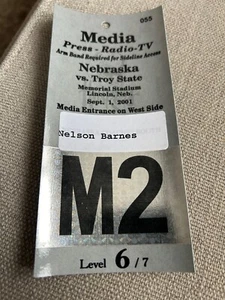 055
Media
Press - Radio-TV
Arm Band Required for Sideline Access
Nebraska
vs. Troy State
Memorial Stadium
Lincoln, Neb.
Sept. 1, 2001
Media Entrance on West Side
Nelson Barnes
M2
Level 6 / 7